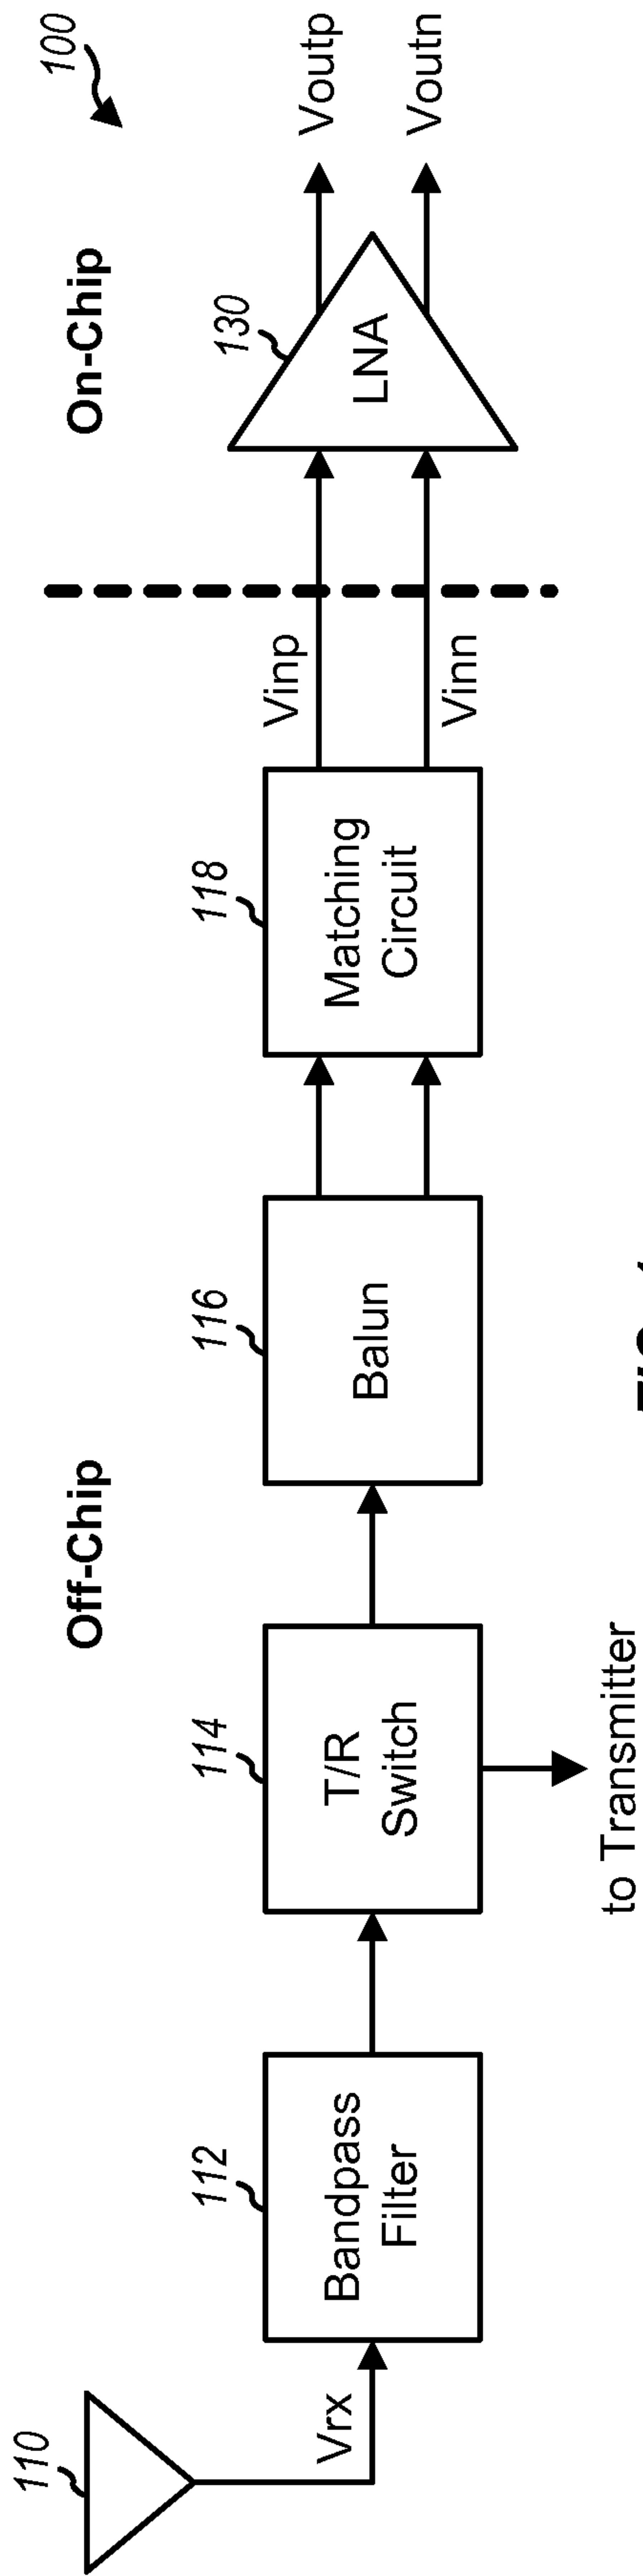 100
Off-Chip
On-Chip
110
Vrx
112
Bandpass
Filter
114
T/R
Switch
to Transmitter
116
Balun
118
Matching
Circuit
Vinp
Vinn
130
LNA
Voutp
Voutn